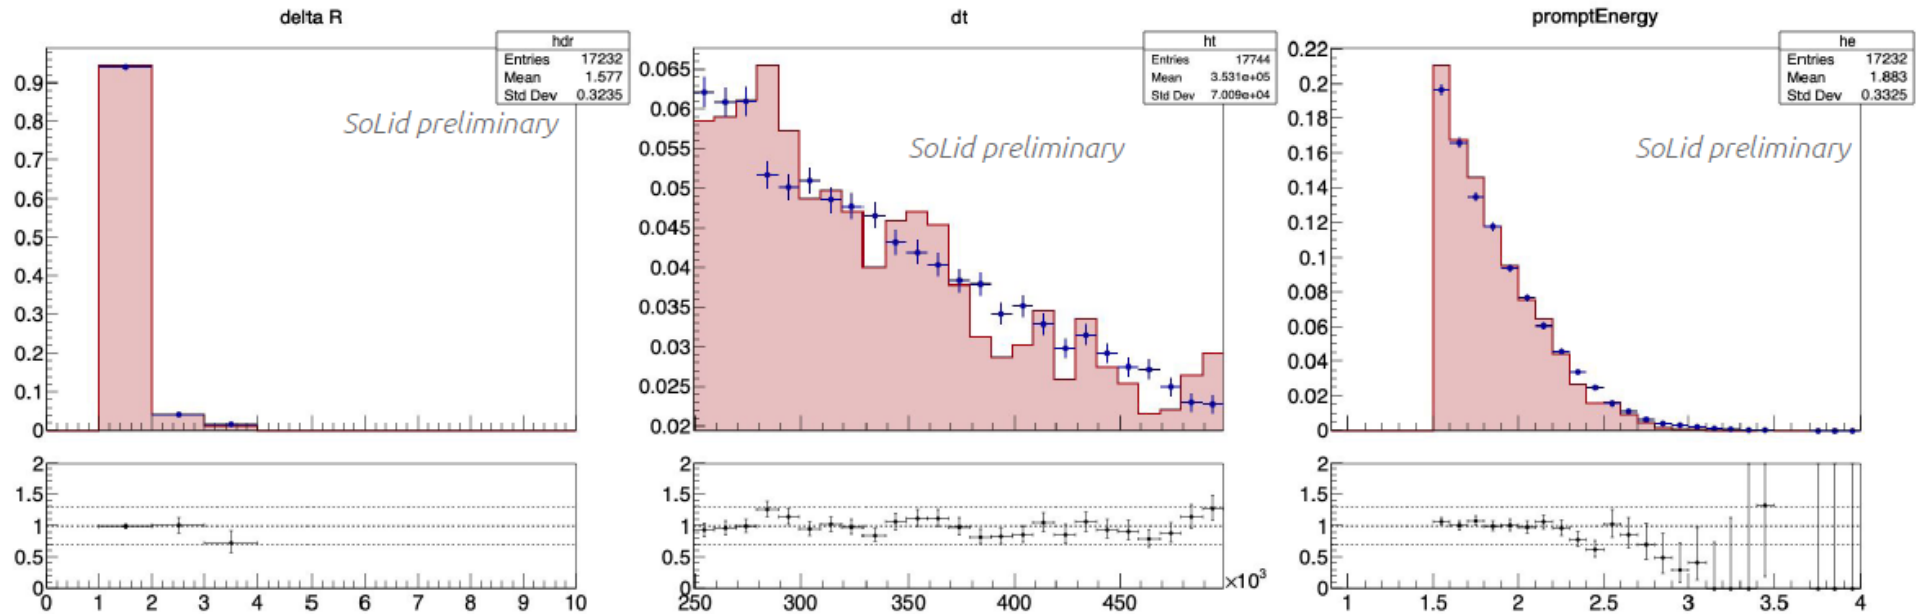 delta R
hdr
Entries 17232
Mean 1.577
Std Dev 0.3235
SoLid preliminary
0.9
0.8
0.7
0.6
0.5
0.4
0.3
0.2
0.1
0
2
1.5
1
0.5
0
0 1 2 3 4 5 6 7 8 9 10
dt
ht
Entries 17744
Mean 3.531e+05
Std Dev 7.009e+04
SoLid preliminary
0.065
0.06
0.055
0.05
0.045
0.04
0.035
0.03
0.025
0.02
2
1.5
1
0.5
0
250 300 350 400 450
×10³
promptEnergy
he
Entries 17232
Mean 1.883
Std Dev 0.3325
SoLid preliminary
0.22
0.2
0.18
0.16
0.14
0.12
0.1
0.08
0.06
0.04
0.02
0
2
1.5
1
0.5
0
1 1.5 2 2.5 3 3.5 4